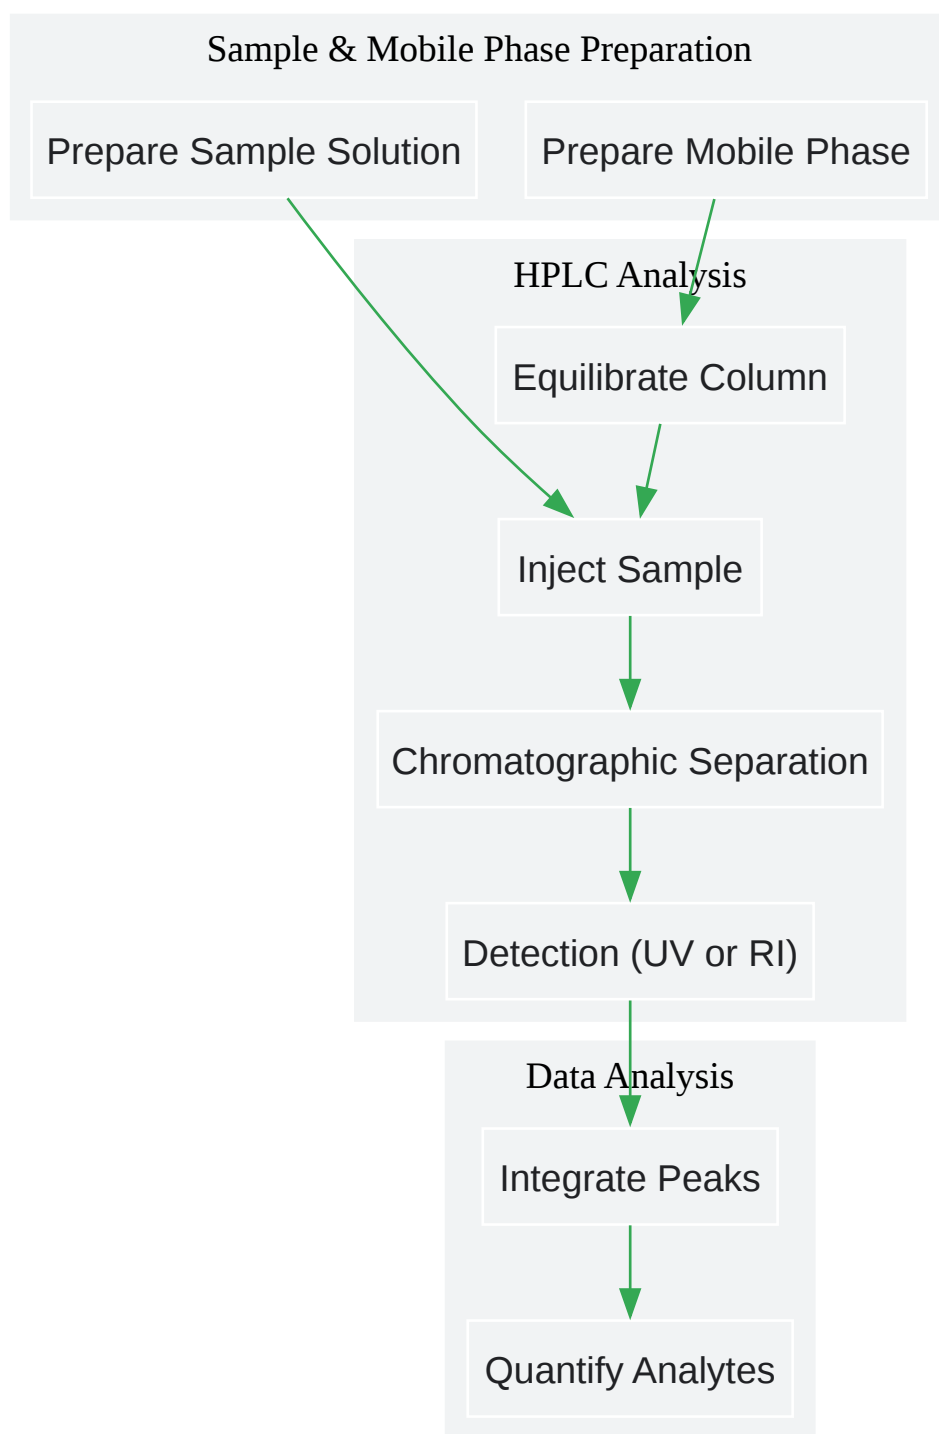 Sample & Mobile Phase Preparation
Prepare Sample Solution
Prepare Mobile Phase
HPLC Analysis
Equilibrate Column
Inject Sample
Chromatographic Separation
Detection (UV or RI)
Data Analysis
Integrate Peaks
Quantify Analytes